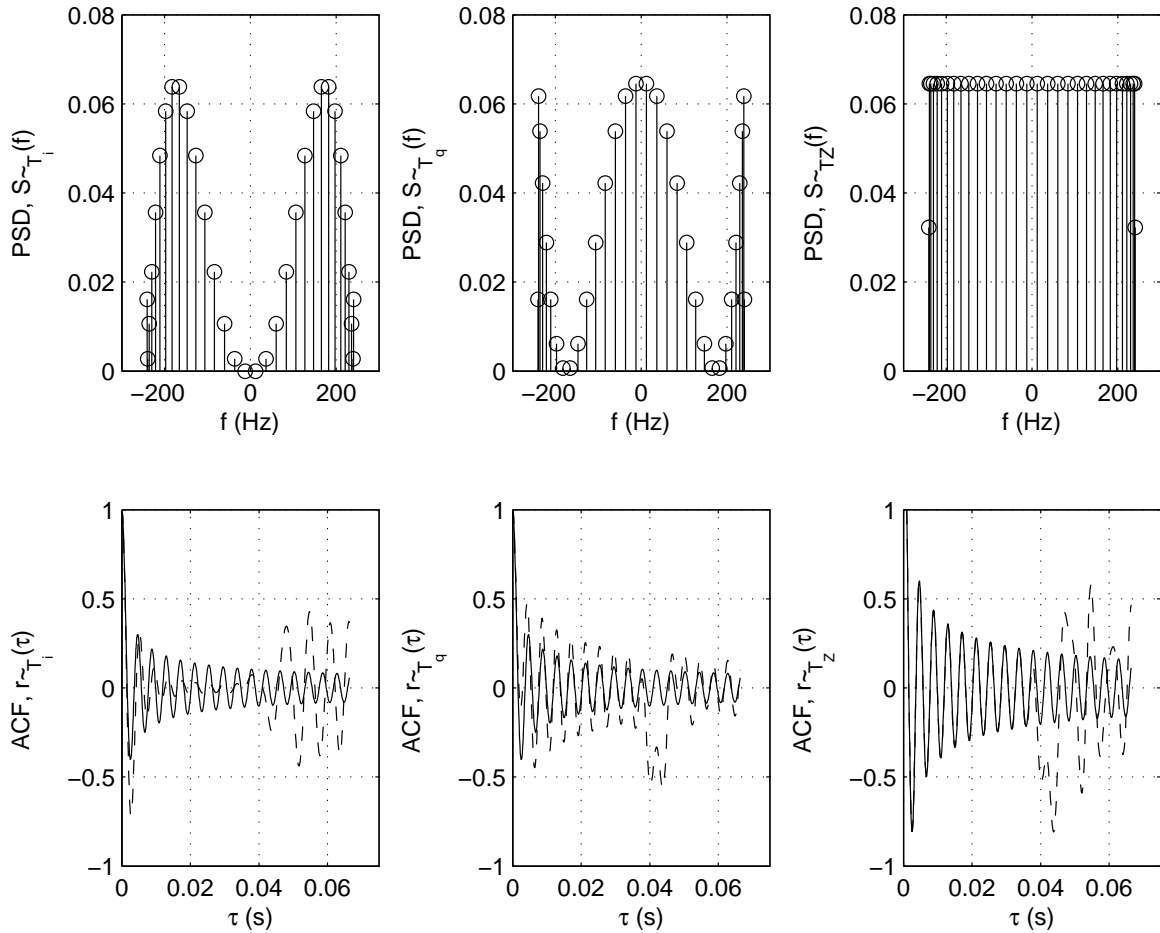 0.08
0.06
0.04
0.02
0
−200 0 200
f (Hz)
PSD, S~T_i(f)
0.08
0.06
0.04
0.02
0
−200 0 200
f (Hz)
PSD, S~T_q(f)
0.08
0.06
0.04
0.02
0
−200 0 200
f (Hz)
PSD, S~TZ(f)
1
0.5
0
−0.5
−1
0 0.02 0.04 0.06
τ (s)
ACF, r~T_i(τ)
1
0.5
0
−0.5
−1
0 0.02 0.04 0.06
τ (s)
ACF, r~T_q(τ)
1
0.5
0
−0.5
−1
0 0.02 0.04 0.06
τ (s)
ACF, r~T_Z(τ)